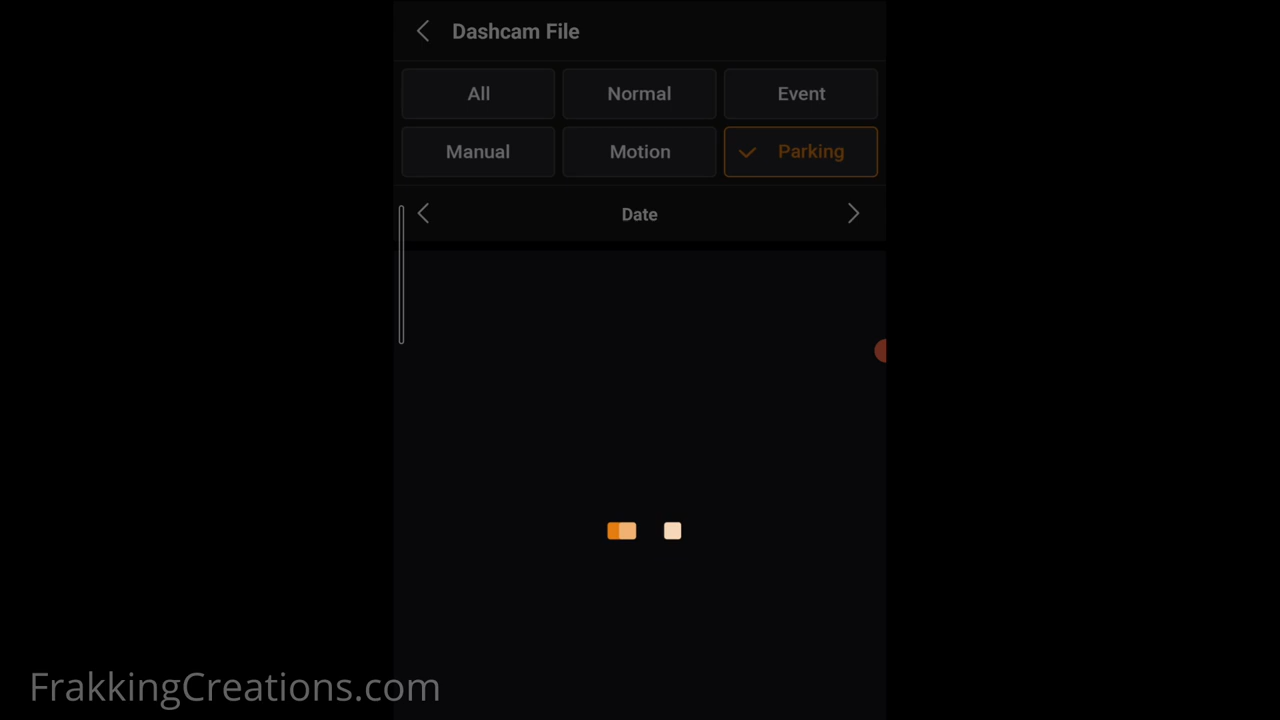 Dashcam File
All
Normal
Event
Manual
Motion
Parking
Date
FrakkingCreations.com